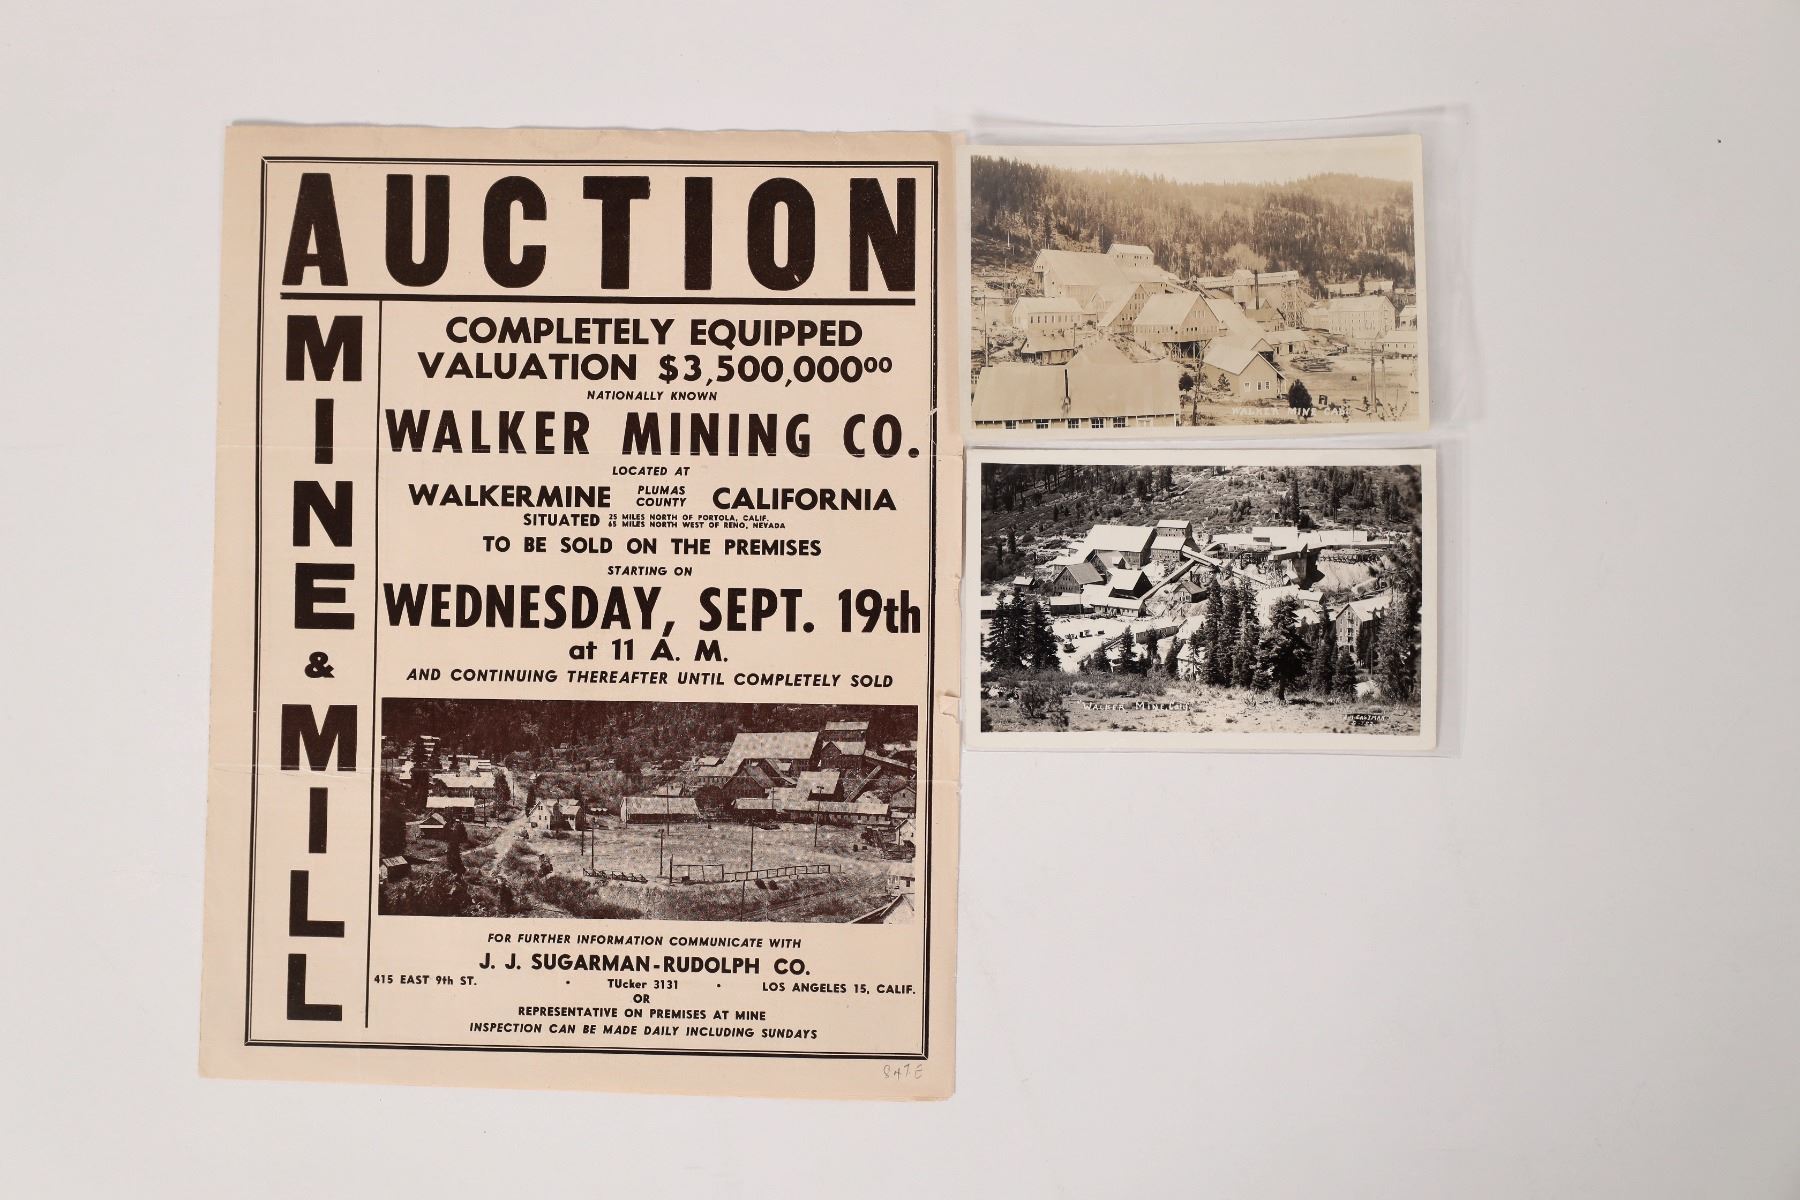 AUCTION
MINE & MILL
COMPLETELY EQUIPPED
VALUATION $3,500,000⁰⁰
NATIONALLY KNOWN
WALKER MINING CO.
LOCATED AT
WALKERMINE PLUMAS COUNTY CALIFORNIA
SITUATED 25 MILES NORTH OF PORTOLA, CALIF.
65 MILES NORTH WEST OF RENO, NEVADA
TO BE SOLD ON THE PREMISES
STARTING ON
WEDNESDAY, SEPT. 19th
at 11 A. M.
AND CONTINUING THEREAFTER UNTIL COMPLETELY SOLD
FOR FURTHER INFORMATION COMMUNICATE WITH
J. J. SUGARMAN-RUDOLPH CO.
415 EAST 9th ST. • TUcker 3131 • LOS ANGELES 15, CALIF.
OR
REPRESENTATIVE ON PREMISES AT MINE
INSPECTION CAN BE MADE DAILY INCLUDING SUNDAYS
WALKER MINE CALIF
WALKER MINE, CALIF